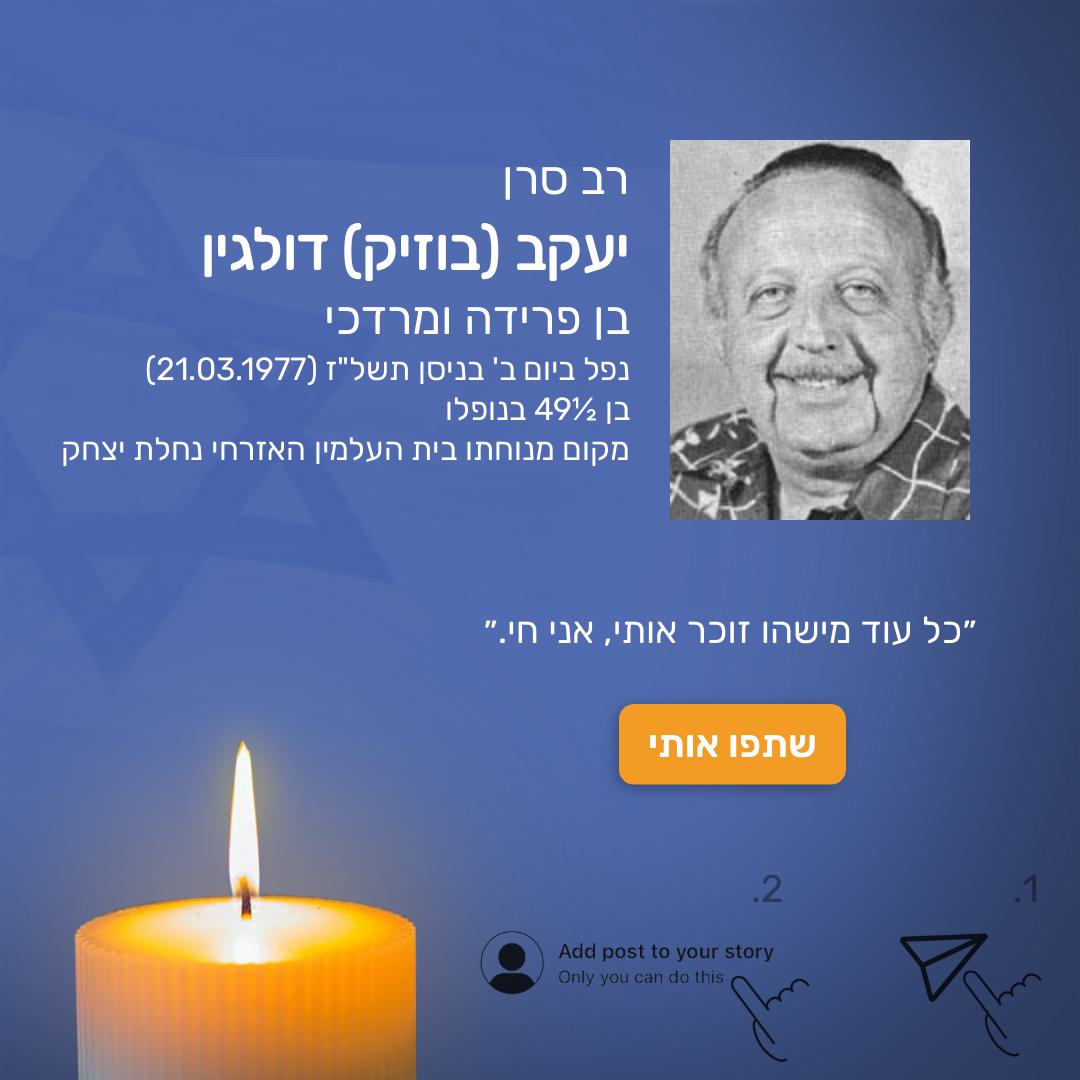 רב סרן
יעקב (בוזיק) דולגין
בן פרידה ומרדכי
נפל ביום ב' בניסן תשל"ז (21.03.1977)
בן 49½ בנופלו
מקום מנוחתו בית העלמין האזרחי נחלת יצחק
״כל עוד מישהו זוכר אותי, אני חי.״
שתפו אותי
1.
2.
Add post to your story
Only you can do this